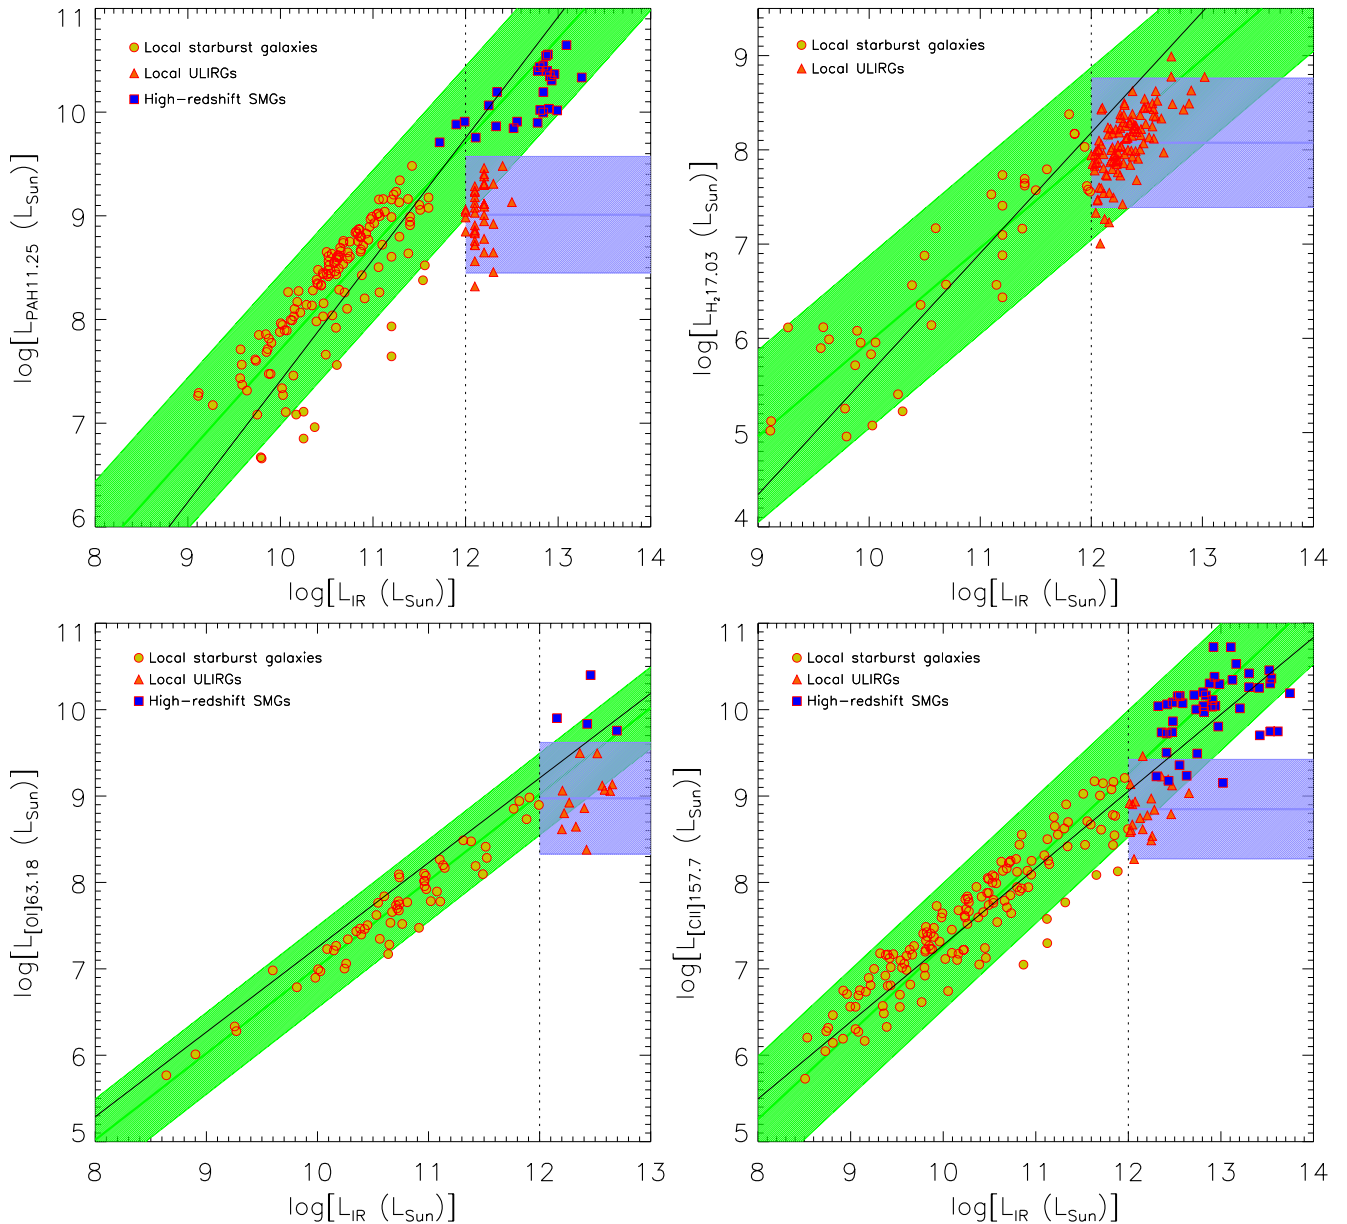 Local starburst galaxies
Local ULIRGs
High-redshift SMGs
11
10
9
8
7
6
log[L_PAH11.25 (L_Sun)]
8 9 10 11 12 13 14
log[L_IR (L_Sun)]
Local starburst galaxies
Local ULIRGs
9
8
7
6
5
4
log[L_H₂17.03 (L_Sun)]
9 10 11 12 13 14
log[L_IR (L_Sun)]
Local starburst galaxies
Local ULIRGs
High-redshift SMGs
11
10
9
8
7
6
5
log[L_[OI]63.18 (L_Sun)]
8 9 10 11 12 13
log[L_IR (L_Sun)]
Local starburst galaxies
Local ULIRGs
High-redshift SMGs
11
10
9
8
7
6
5
log[L_[CII]157.7 (L_Sun)]
8 9 10 11 12 13 14
log[L_IR (L_Sun)]